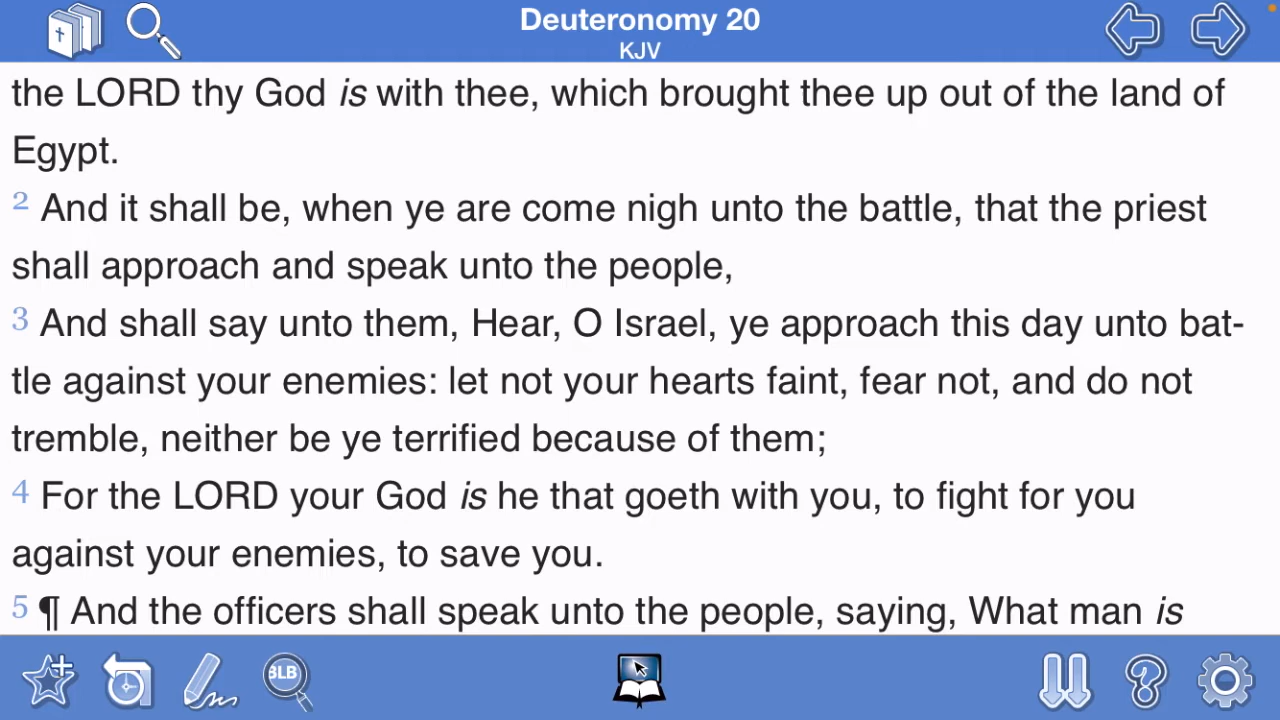 Deuteronomy 20
KJV
the LORD thy God is with thee, which brought thee up out of the land of
Egypt.
2 And it shall be, when ye are come nigh unto the battle, that the priest
shall approach and speak unto the people,
3 And shall say unto them, Hear, O Israel, ye approach this day unto bat-
tle against your enemies: let not your hearts faint, fear not, and do not
tremble, neither be ye terrified because of them;
4 For the LORD your God is he that goeth with you, to fight for you
against your enemies, to save you.
5 ¶ And the officers shall speak unto the people, saying, What man is
BLB